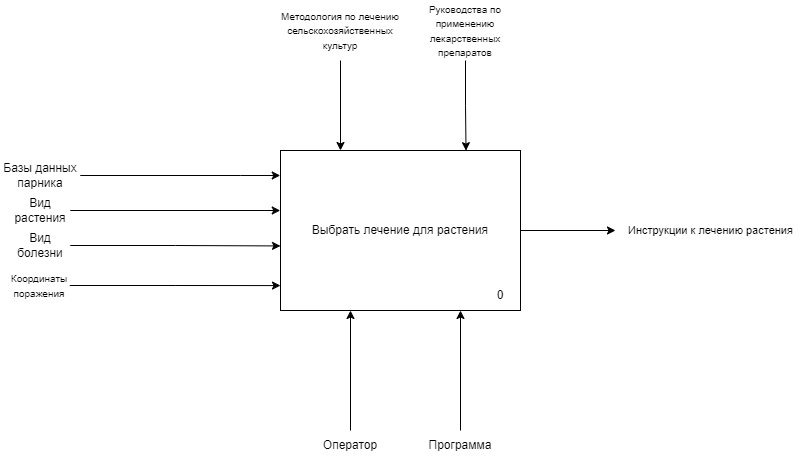 Методология по лечению
сельскохозяйственных
культур
Руководства по
применению
лекарственных
препаратов
Базы данных
парника
Вид
растения
Вид
болезни
Координаты
поражения
Выбрать лечение для растения
0
Инструкции к лечению растения
Оператор
Программа